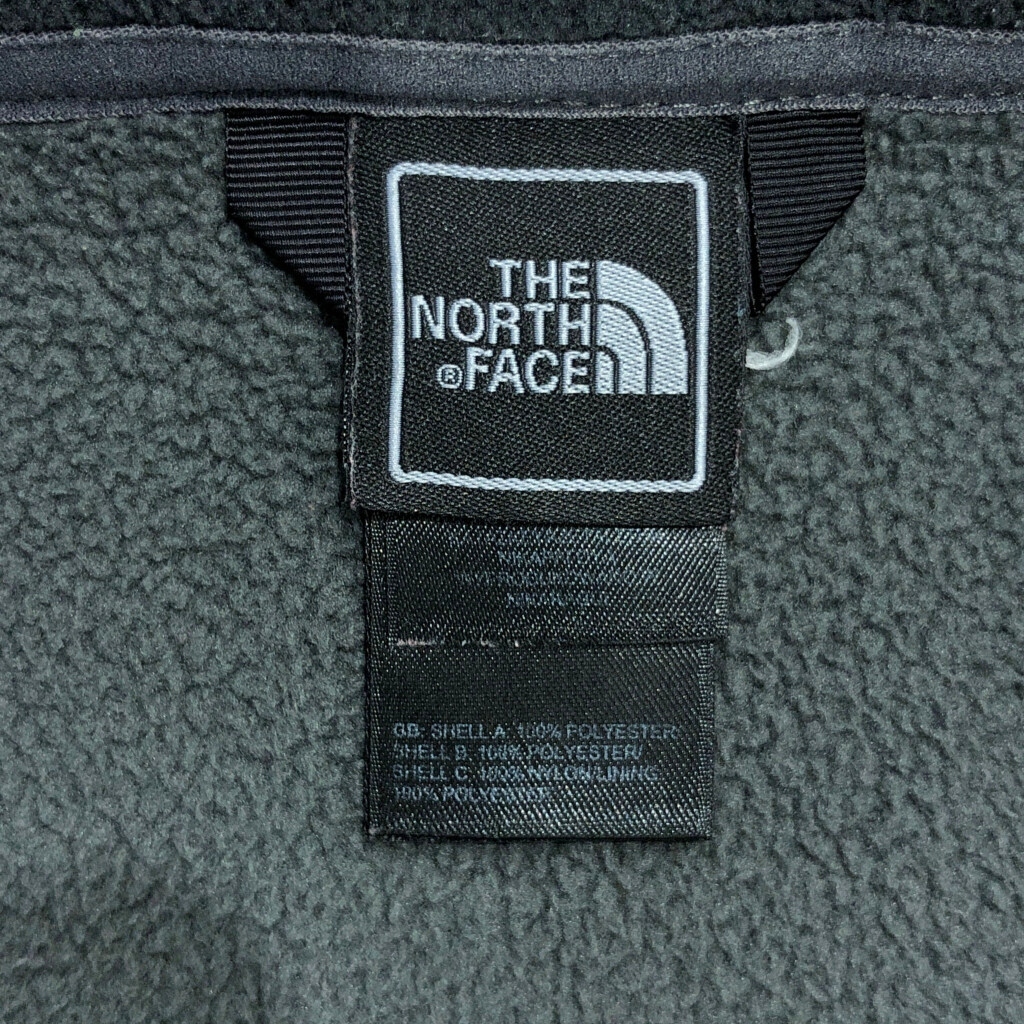 THE
NORTH
®FACE
GB: SHELL A. 100% POLYESTER/
/SHELL B. 100% POLYESTER/
SHELL C. 100% NYLON/LINING
100% POLYESTER